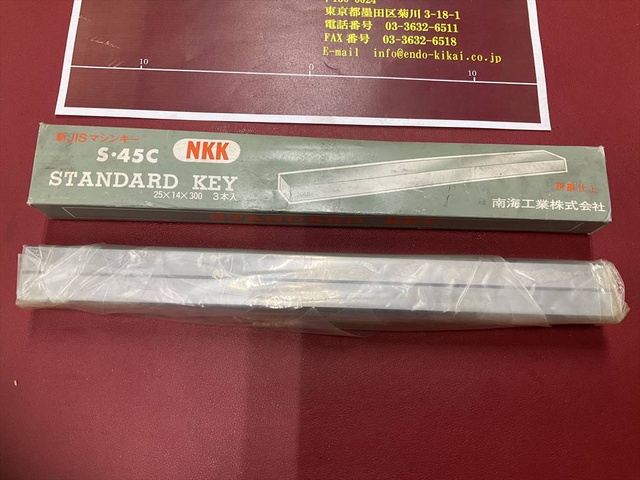 東京都墨田区菊川 3-18-1
電話番号 03-3632-6511
FAX番号 03-3632-6518
E-mail info@endo-kikai.co.jp
10 0 10
新JISマシンキー
S・45C NKK
STANDARD KEY
25×14×300 3本入
南海工業株式会社